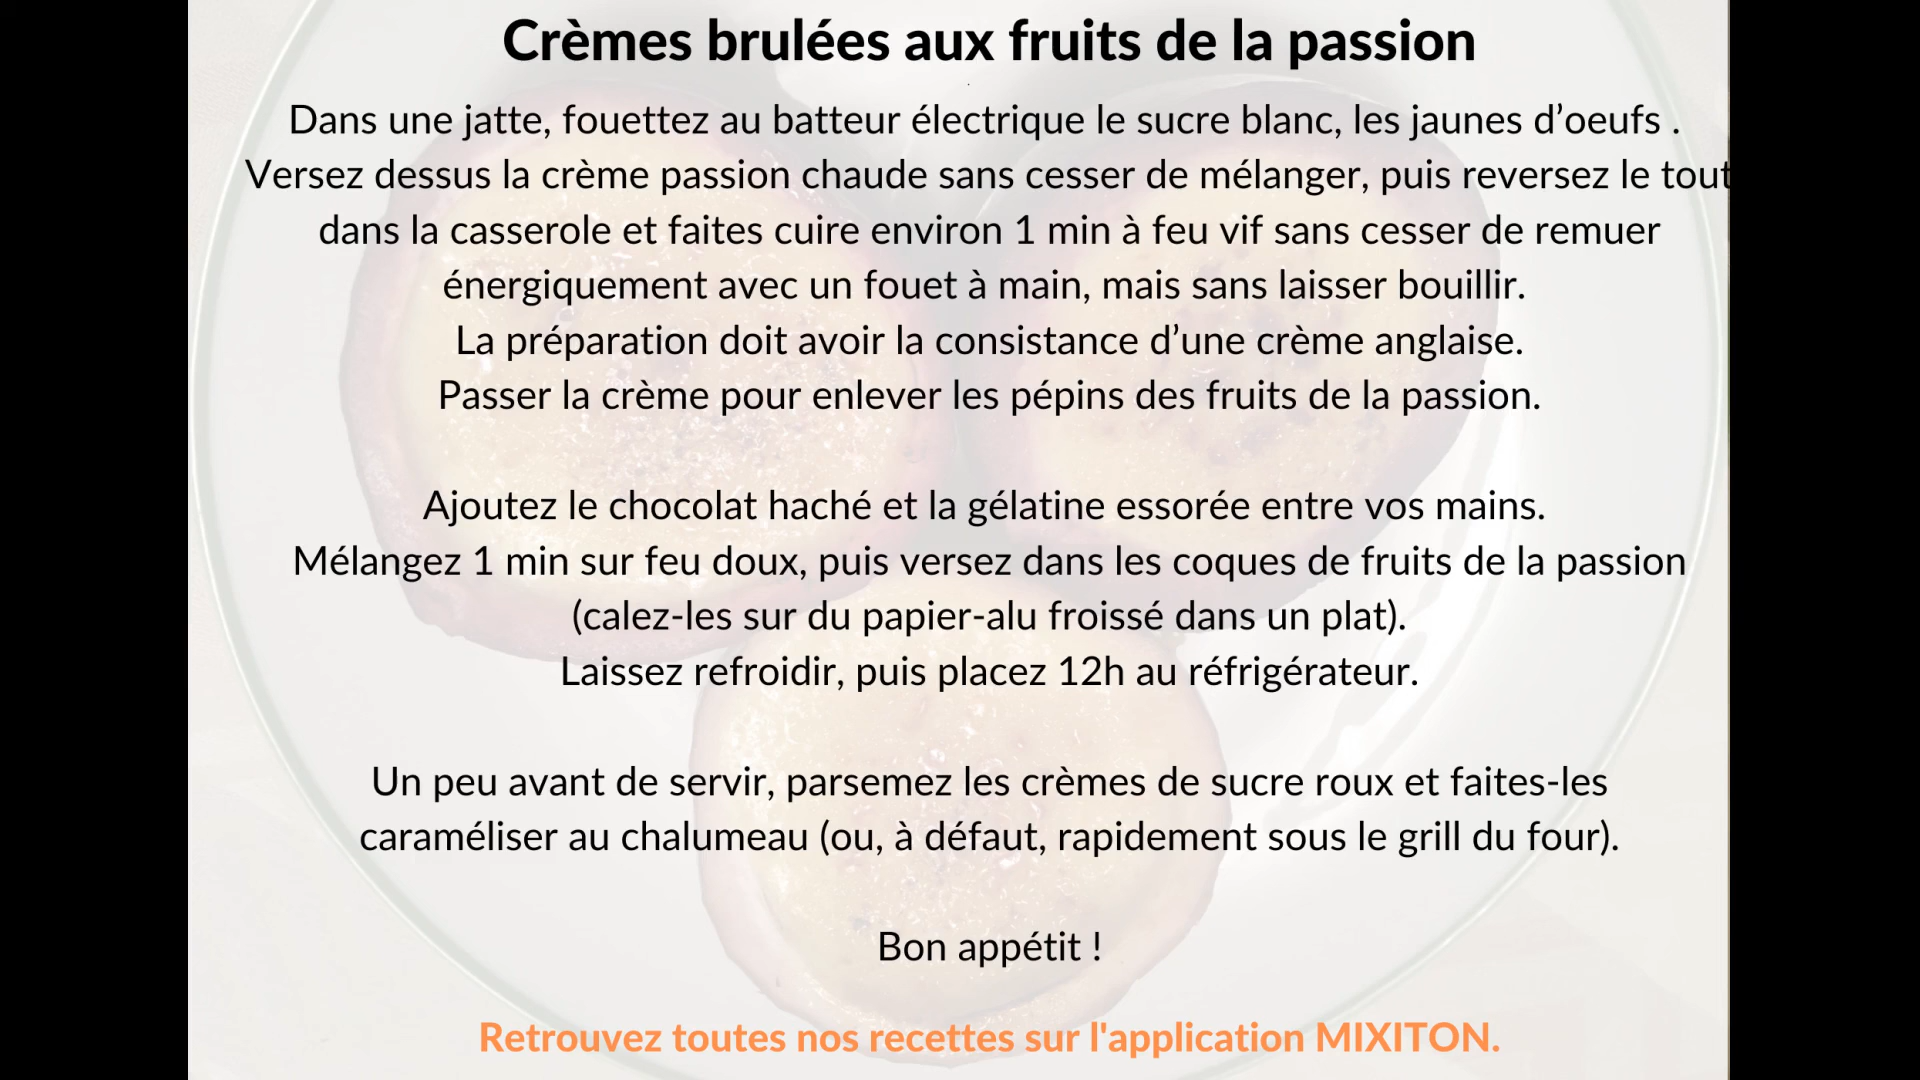 Crèmes brulées aux fruits de la passion
Dans une jatte, fouettez au batteur électrique le sucre blanc, les jaunes d’oeufs .
Versez dessus la crème passion chaude sans cesser de mélanger, puis reversez le tout
dans la casserole et faites cuire environ 1 min à feu vif sans cesser de remuer
énergiquement avec un fouet à main, mais sans laisser bouillir.
La préparation doit avoir la consistance d’une crème anglaise.
Passer la crème pour enlever les pépins des fruits de la passion.
Ajoutez le chocolat haché et la gélatine essorée entre vos mains.
Mélangez 1 min sur feu doux, puis versez dans les coques de fruits de la passion
(calez-les sur du papier-alu froissé dans un plat).
Laissez refroidir, puis placez 12h au réfrigérateur.
Un peu avant de servir, parsemez les crèmes de sucre roux et faites-les
caraméliser au chalumeau (ou, à défaut, rapidement sous le grill du four).
Bon appétit !
Retrouvez toutes nos recettes sur l'application MIXITON.